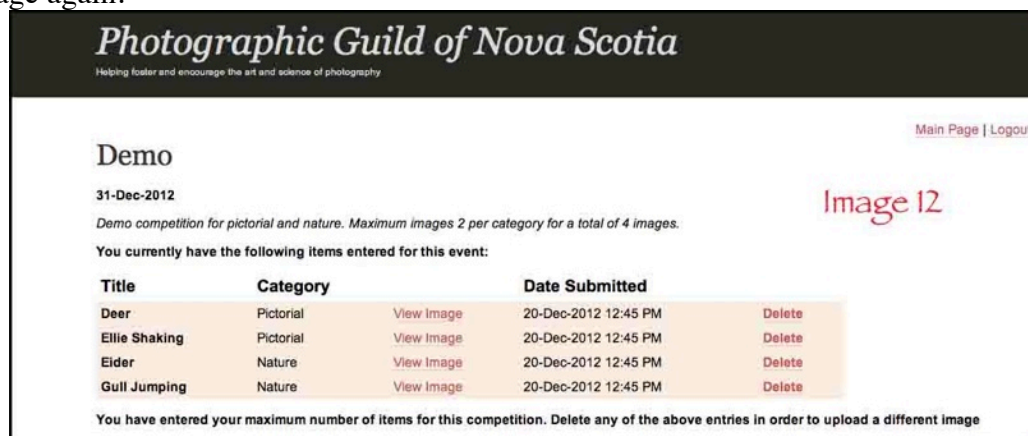 again.
Photographic Guild of Nova Scotia
Helping foster and encourage the art and science of photography
Main Page | Logou
Demo
31-Dec-2012
Image 12
Demo competition for pictorial and nature. Maximum images 2 per category for a total of 4 images.
You currently have the following items entered for this event:
Title Category Date Submitted
Deer Pictorial View Image 20-Dec-2012 12:45 PM Delete
Ellie Shaking Pictorial View Image 20-Dec-2012 12:45 PM Delete
Eider Nature View Image 20-Dec-2012 12:45 PM Delete
Gull Jumping Nature View Image 20-Dec-2012 12:45 PM Delete
You have entered your maximum number of items for this competition. Delete any of the above entries in order to upload a different image